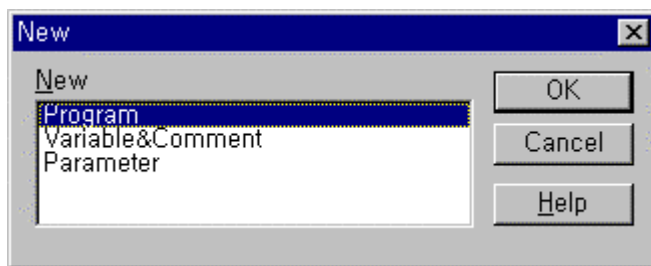 New
New
Program
Variable&Comment
Parameter
OK
Cancel
Help